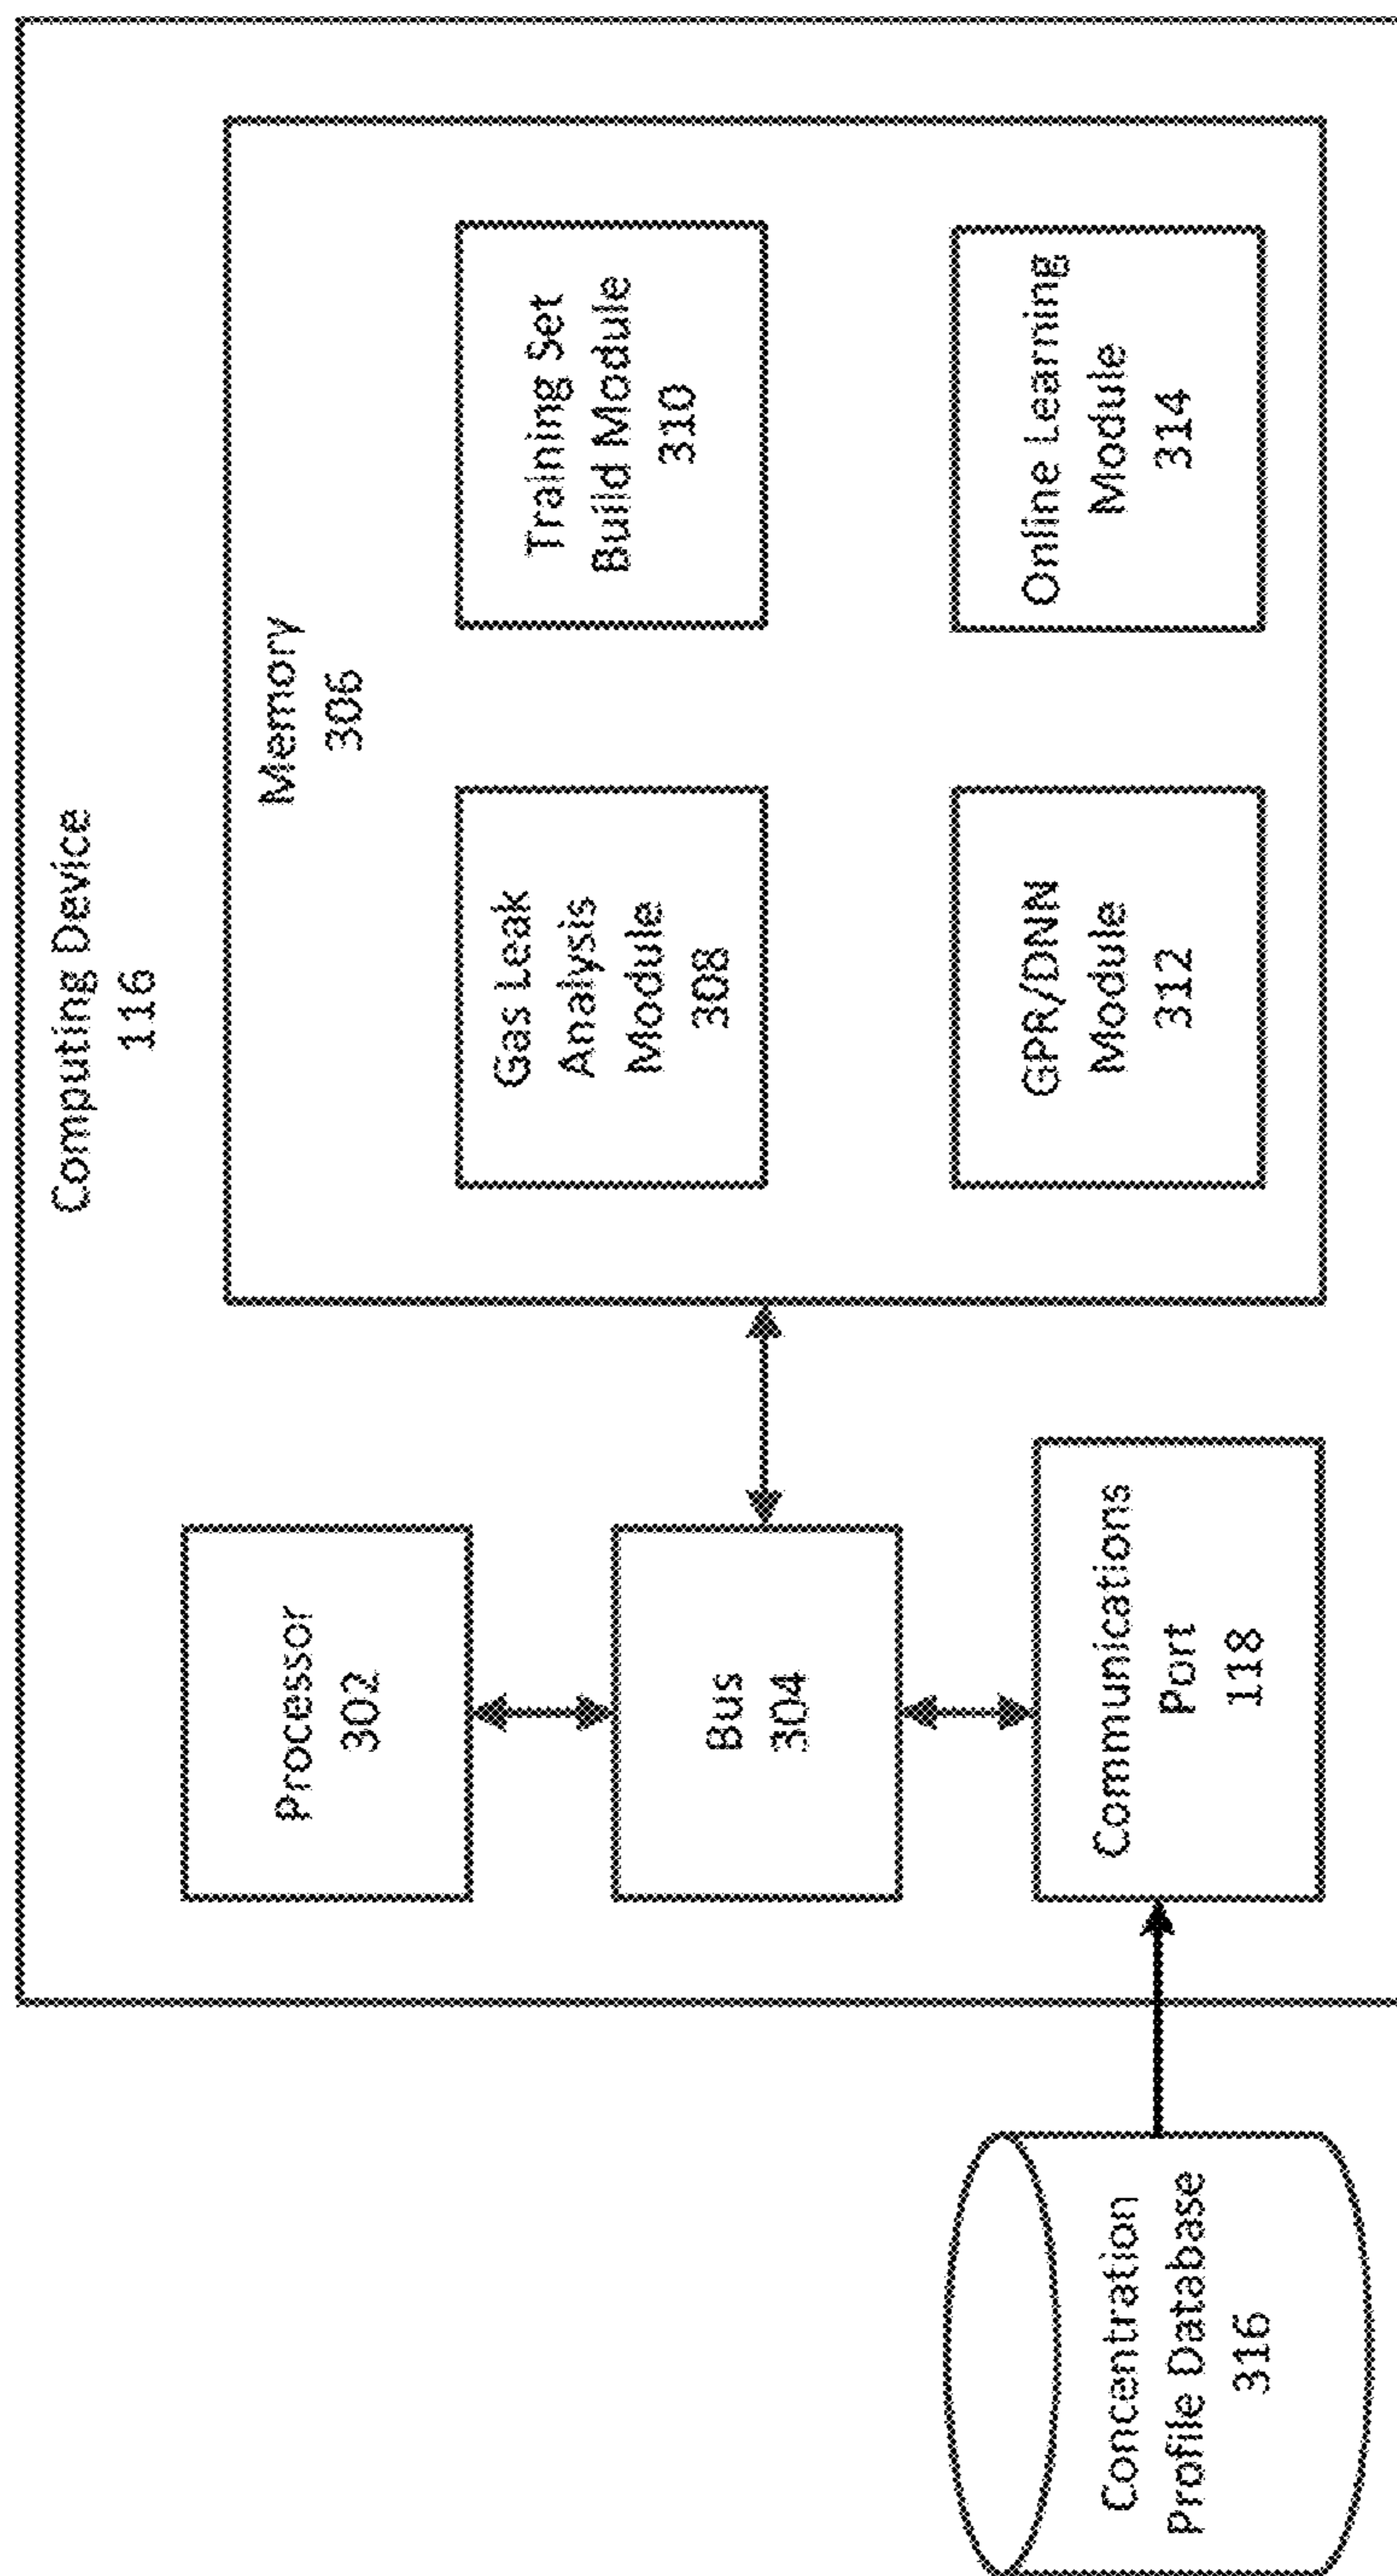 Computing Device
116
Memory
306
Processor
302
Gas Leak
Analysis
Module
308
Training Set
Build Module
310
Bus
304
GPR/DNN
Module
312
Online Learning
Module
314
Communications
Port
118
Concentration
Profile Database
316